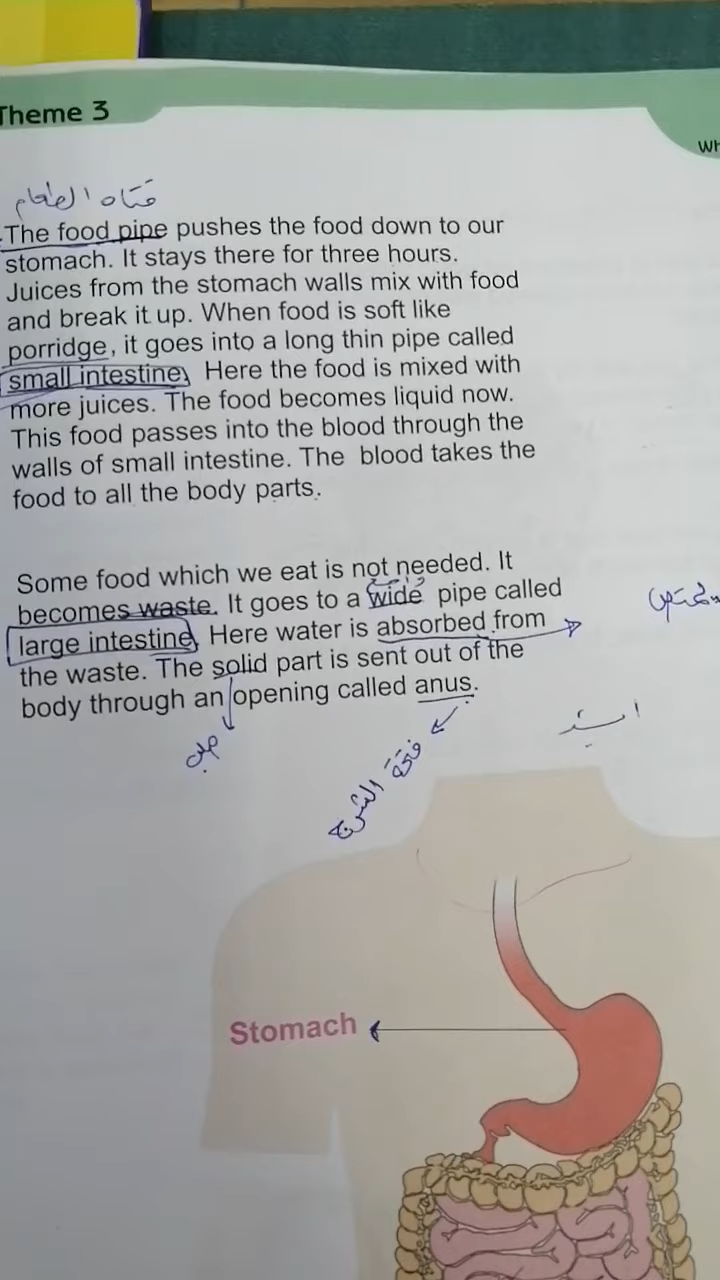 Theme 3
Wh
قناة الطعام
The food pipe pushes the food down to our
stomach. It stays there for three hours.
Juices from the stomach walls mix with food
and break it up. When food is soft like
porridge, it goes into a long thin pipe called
small intestine. Here the food is mixed with
more juices. The food becomes liquid now.
This food passes into the blood through the
walls of small intestine. The blood takes the
food to all the body parts.
Some food which we eat is not needed. It
becomes waste. It goes to a wide pipe called
large intestine. Here water is absorbed from
the waste. The solid part is sent out of the
body through an opening called anus.
صلب
فتحة الشرج
Stomach